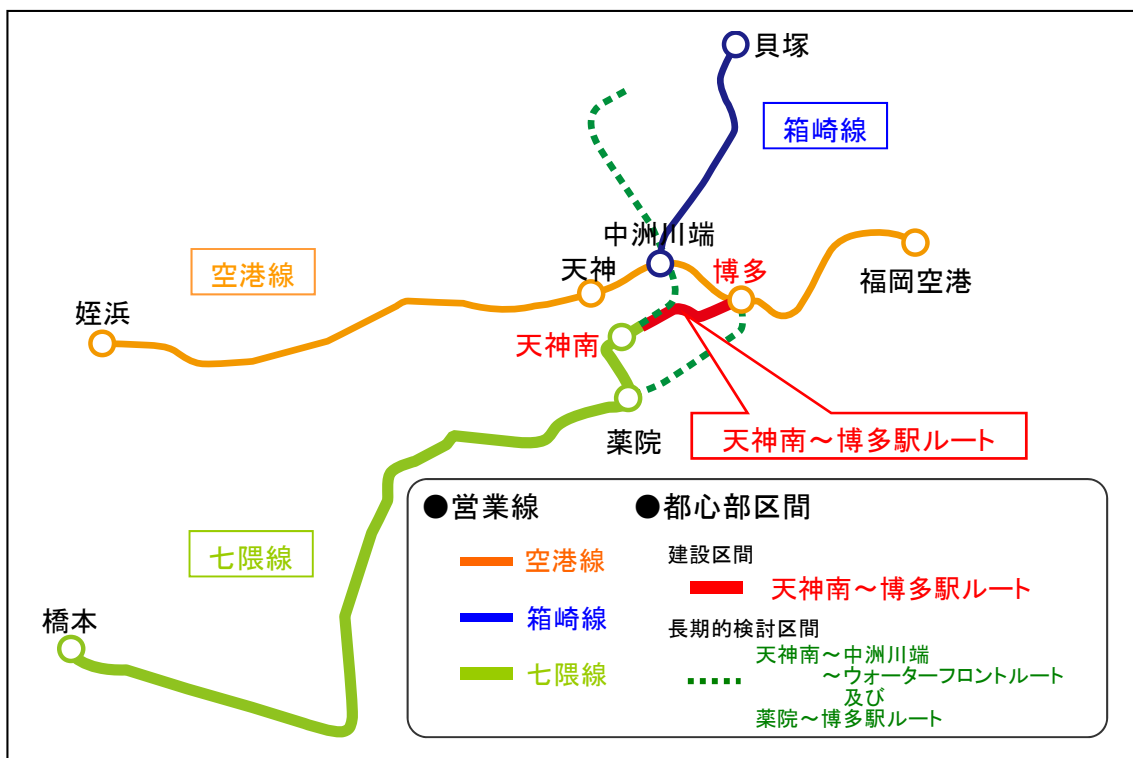 貝塚
箱崎線
中洲川端
空港線
天神
博多
福岡空港
姪浜
天神南
天神南～博多駅ルート
薬院
七隈線
橋本
●営業線
空港線
箱崎線
七隈線
●都心部区間
建設区間
天神南～博多駅ルート
長期的検討区間
天神南～中洲川端
～ウォーターフロントルート
及び
薬院～博多駅ルート